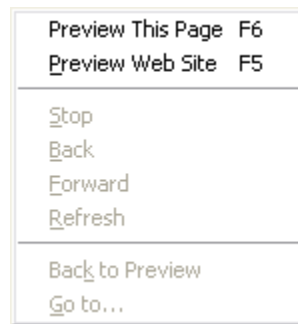 Preview This Page F6
Preview Web Site F5
Stop
Back
Forward
Refresh
Back to Preview
Go to...